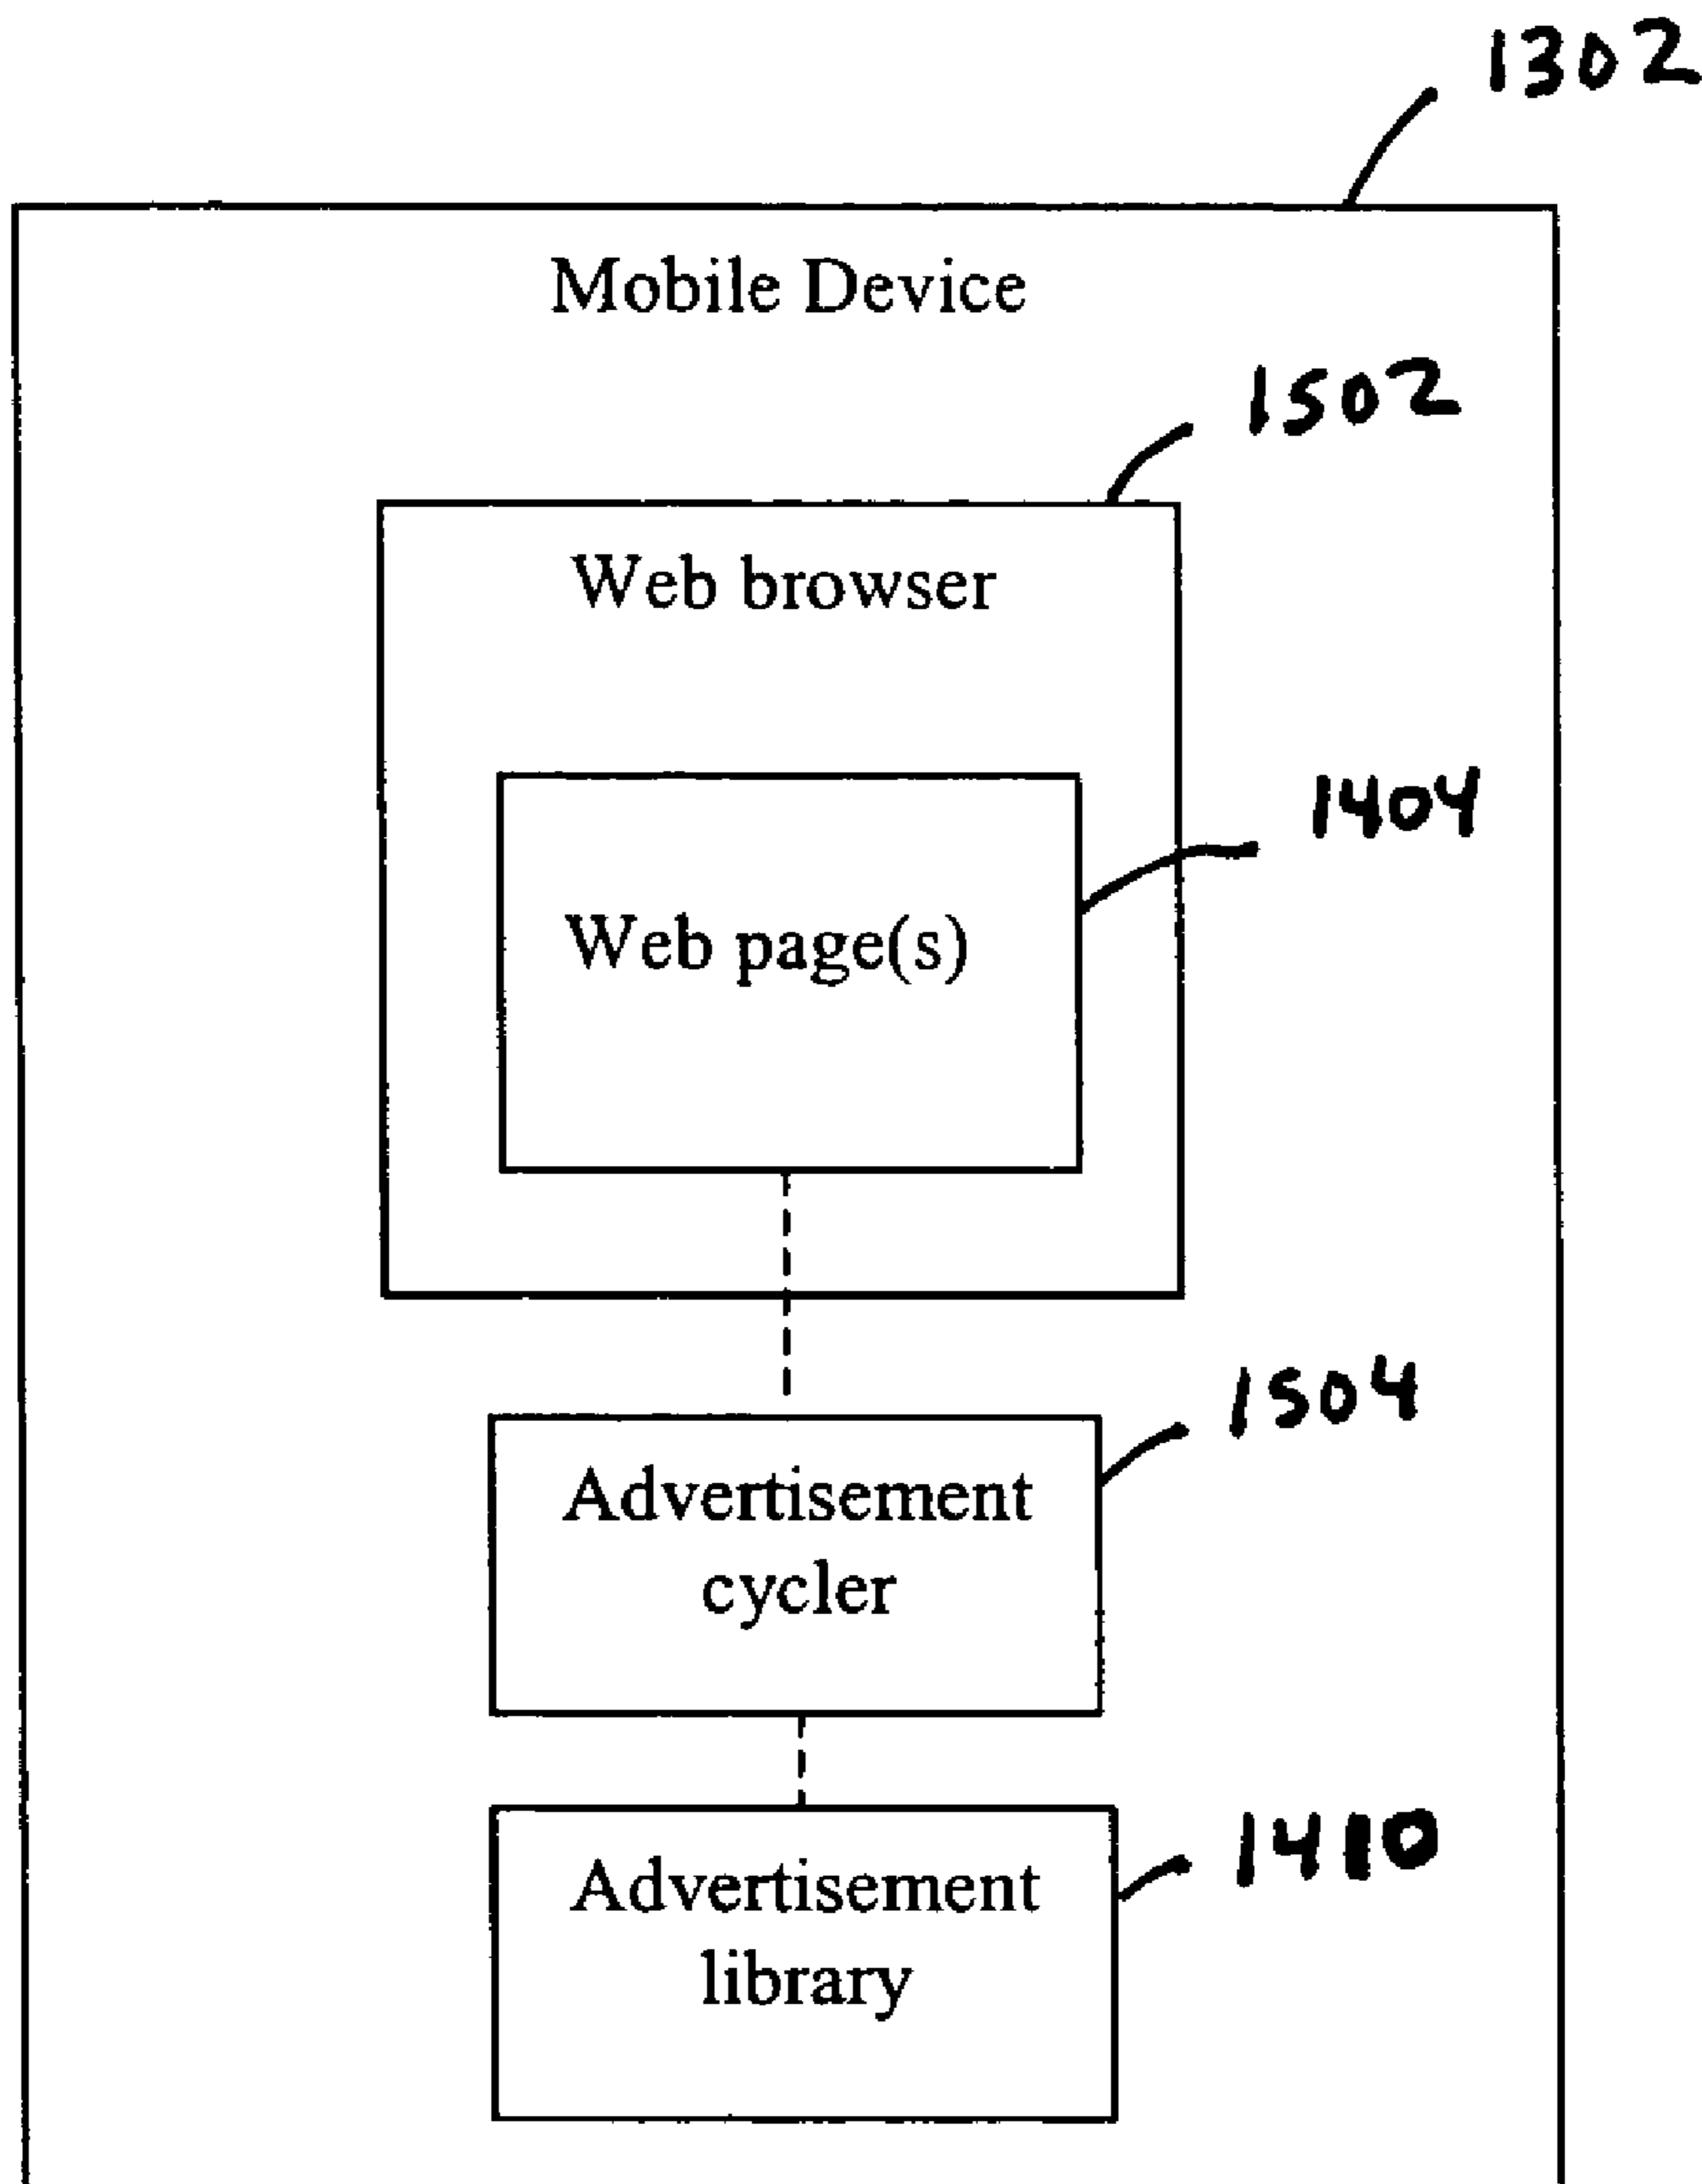 1302
Mobile Device
1502
Web browser
1404
Web page(s)
1504
Advertisement
cycler
1410
Advertisement
library